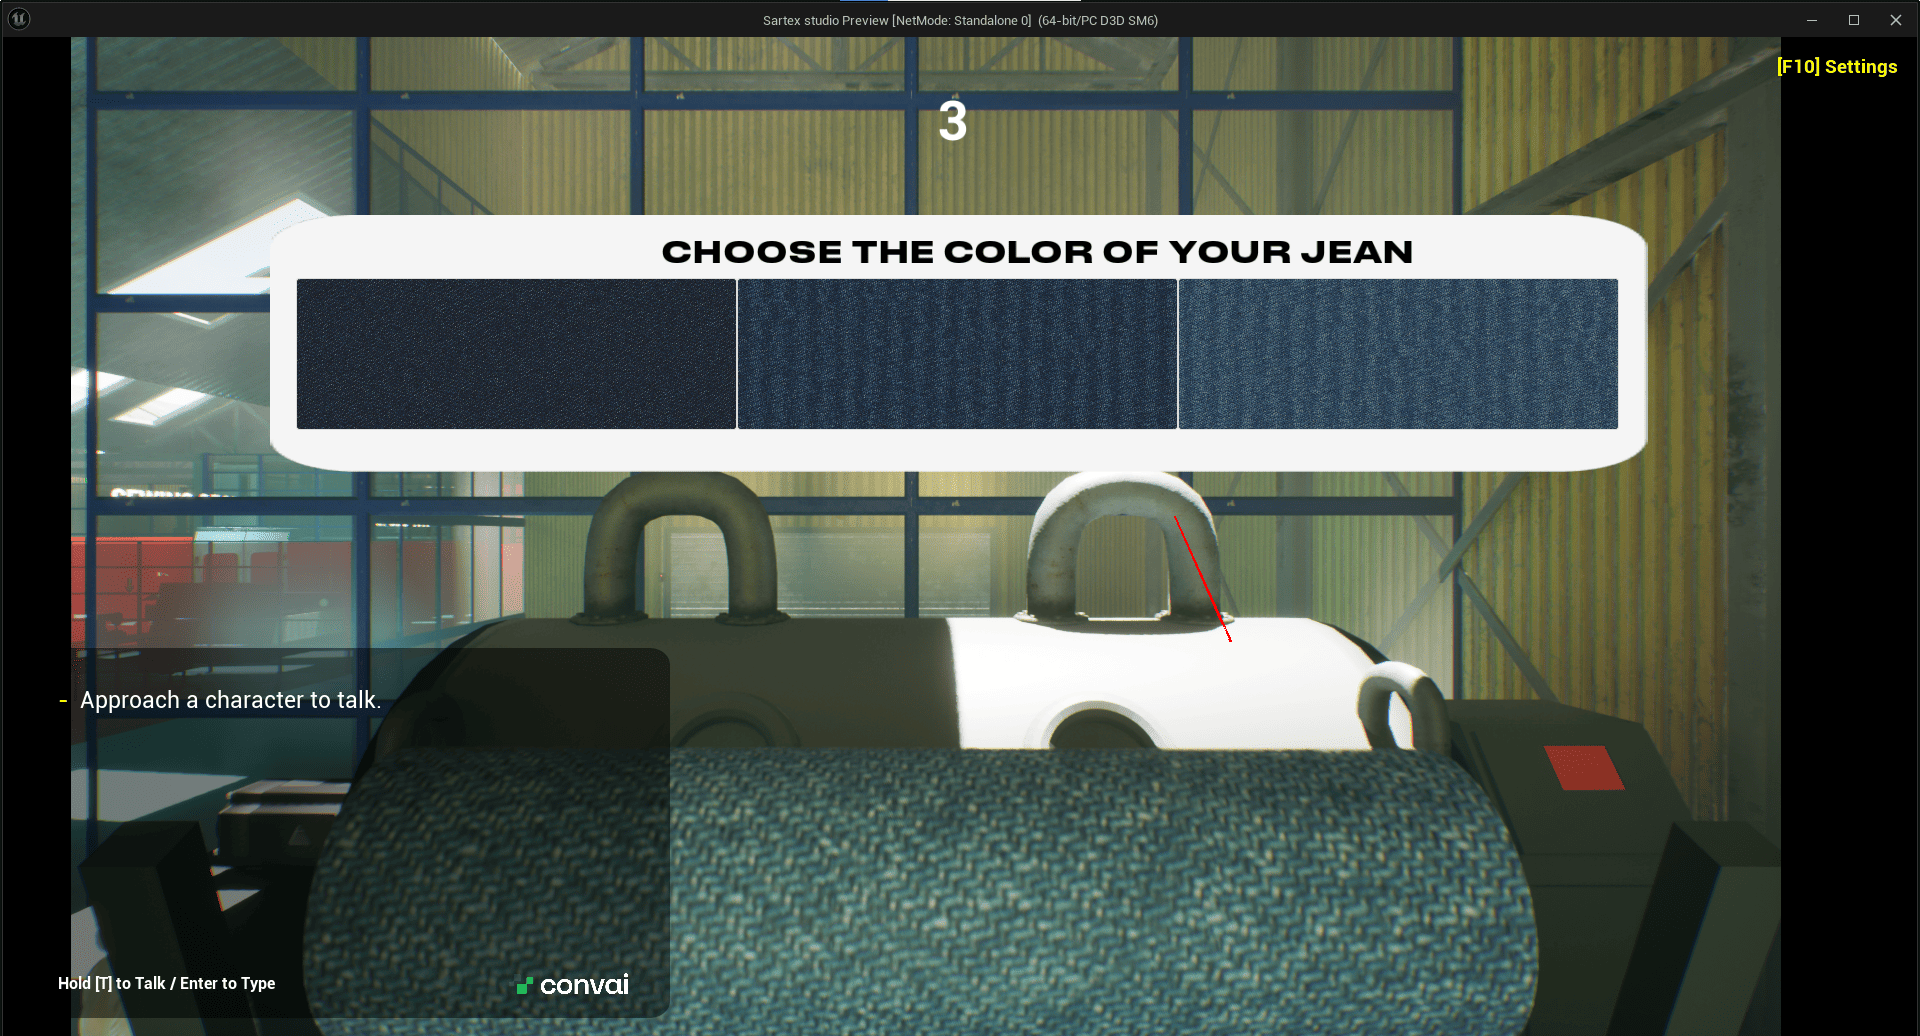 Sartex studio Preview [NetMode: Standalone 0]  (64-bit/PC D3D SM6)
[F10] Settings
3
CHOOSE THE COLOR OF YOUR JEAN
- Approach a character to talk.
Hold [T] to Talk / Enter to Type
convai